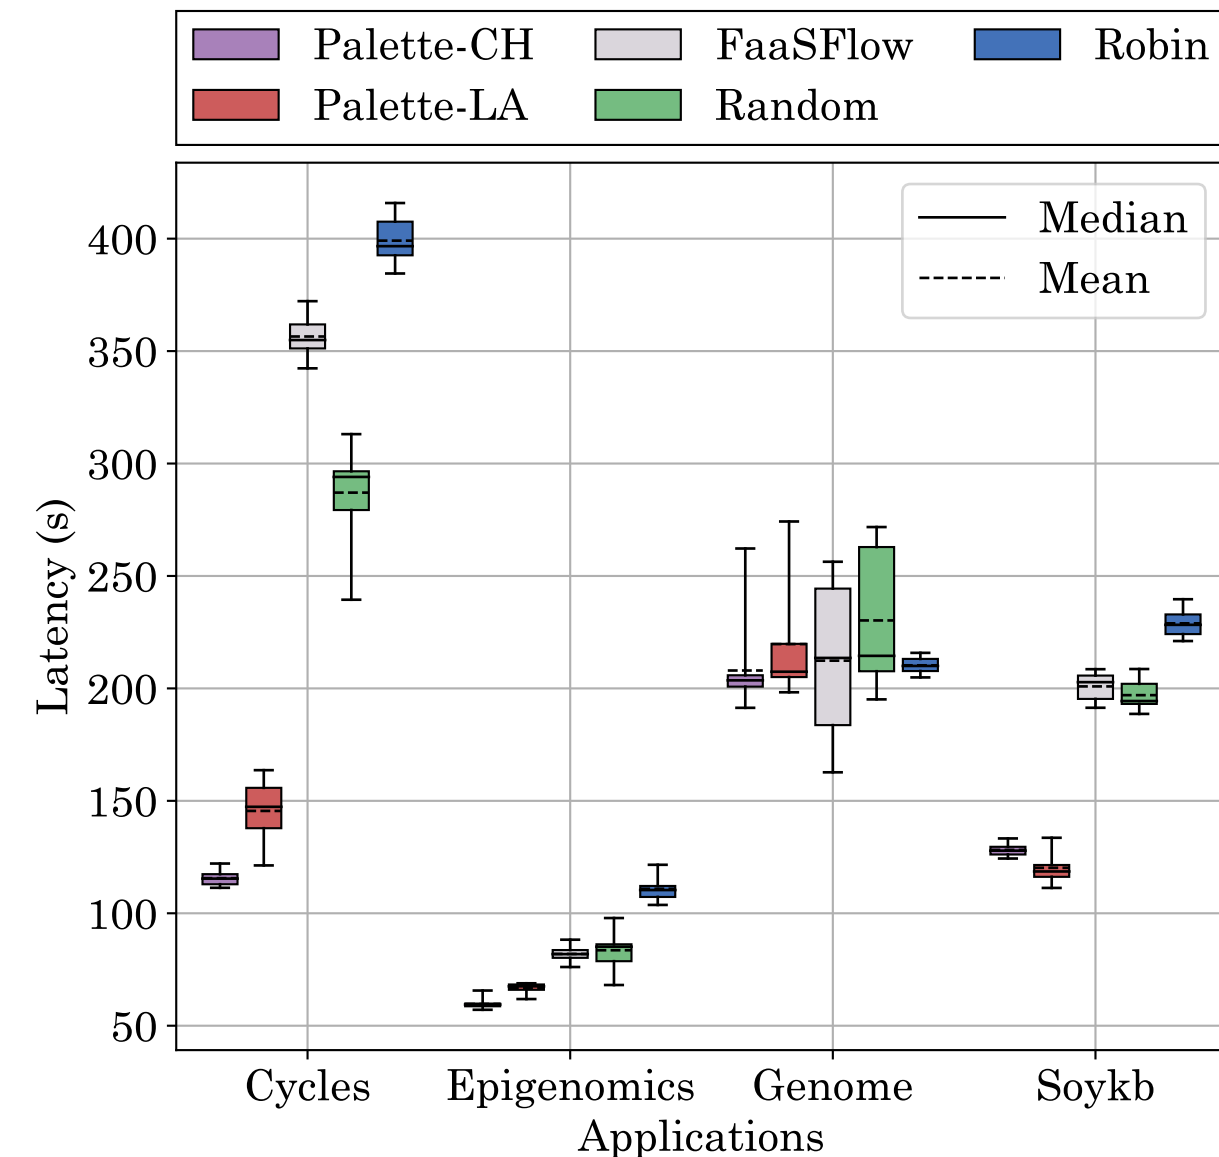 Palette-CH FaaSFlow Robin
Palette-LA Random
Median
Mean
400
350
300
250
200
150
100
50
Latency (s)
Cycles Epigenomics Genome Soykb
Applications